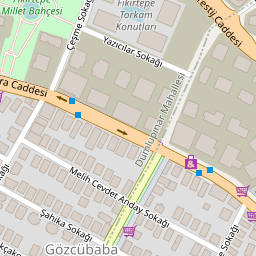 Fikirtepe
Millet Bahçesi
Çeşme Sokağı
Fikirtepe
Torkam
Konutları
Yazıcılar Sokağı
Caddesi
ra Caddesi
Dumlupınar Mahallesi
Melih Cevdet Anday Sokağı
Şahika Sokağı
Gözcübaba